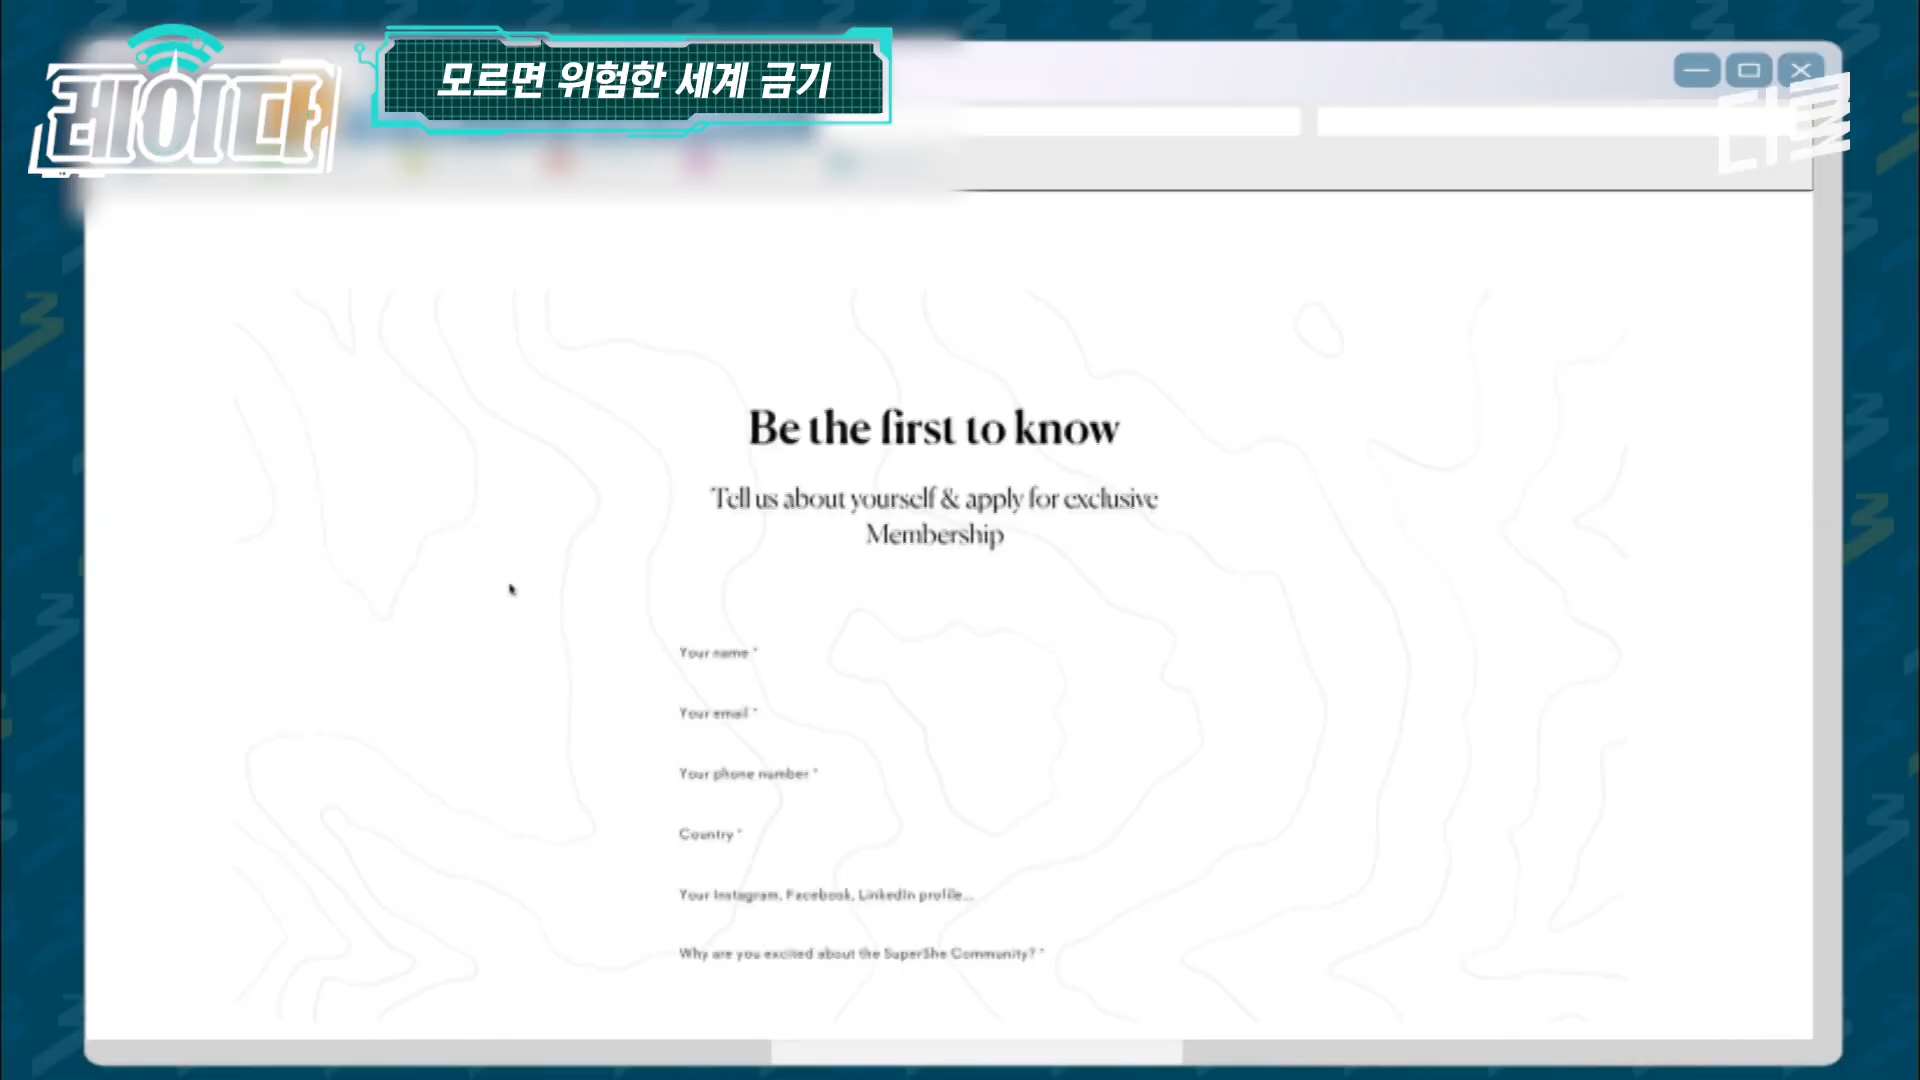 레이다
모르면 위험한 세계 금기
다큐
Be the first to know
Tell us about yourself & apply for exclusive
Membership
Your name *
Your email *
Your phone number *
Country *
Your Instagram, Facebook, LinkedIn profile...
Why are you excited about the SuperShe Community? *